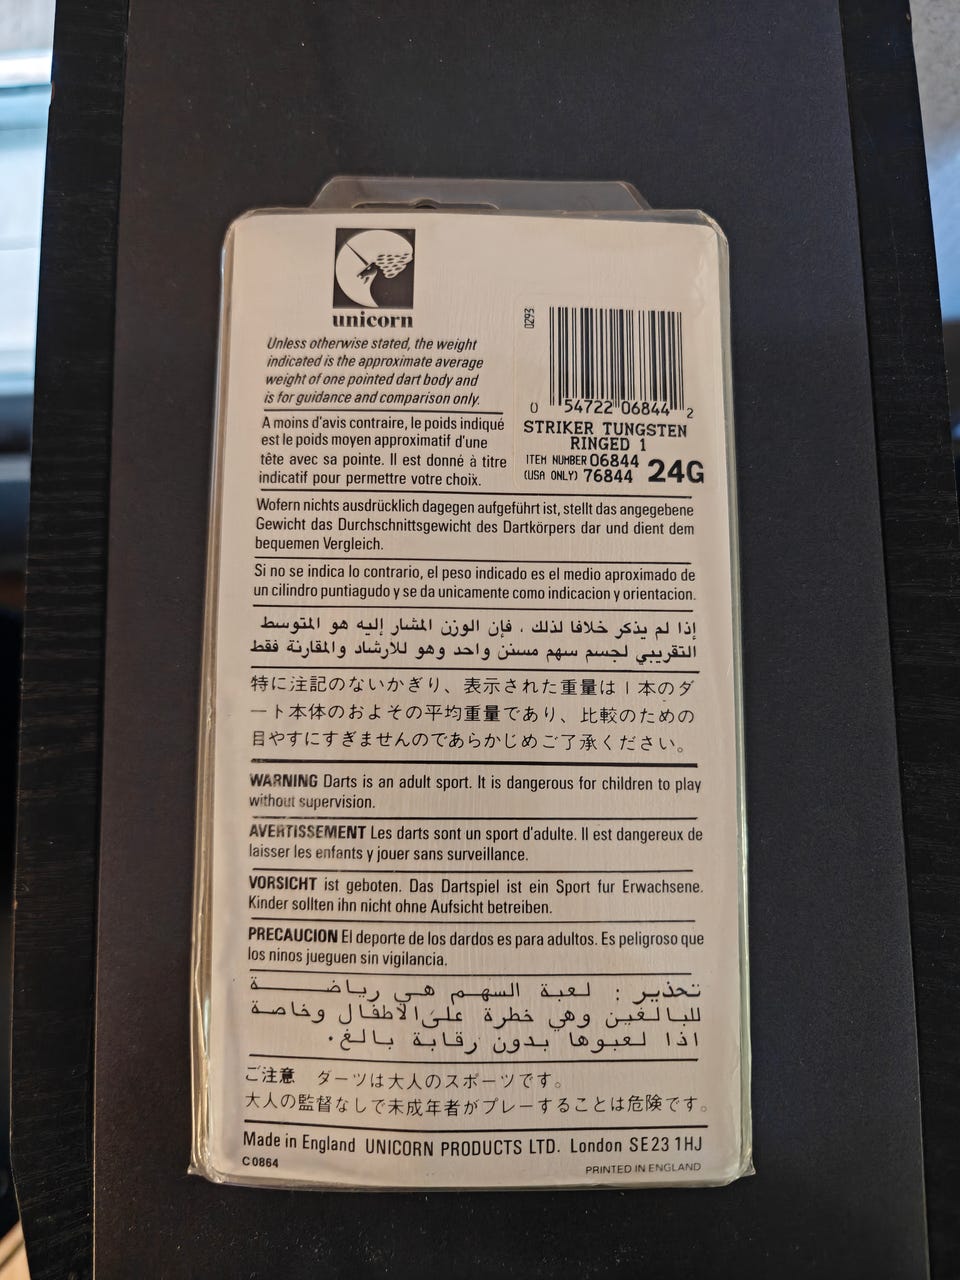 unicorn
Unless otherwise stated, the weight
indicated is the approximate average
weight of one pointed dart body and
is for guidance and comparison only.
A moins d'avis contraire, le poids indiqué
est le poids moyen approximatif d'une
tête avec sa pointe. Il est donné à titre
indicatif pour permettre votre choix.
0293
0 54722 06844 2
STRIKER TUNGSTEN
RINGED 1
ITEM NUMBER 06844
(USA ONLY) 76844 24G
Wofern nichts ausdrücklich dagegen aufgeführt ist, stellt das angegebene
Gewicht das Durchschnittsgewicht des Dartkörpers dar und dient dem
bequemen Vergleich.
Si no se indica lo contrario, el peso indicado es el medio aproximado de
un cilindro puntiagudo y se da unicamente como indicacion y orientacion.
إذا لم يذكر خلافا لذلك ، فإن الوزن المشار إليه هو المتوسط
التقريبي لجسم سهم مسنن واحد وهو للارشاد والمقارنة فقط
特に注記のないかぎり、表示された重量は1本のダ
ート本体のおよその平均重量であり、比較のための
目やすにすぎませんのであらかじめご了承ください。
WARNING Darts is an adult sport. It is dangerous for children to play
without supervision.
AVERTISSEMENT Les darts sont un sport d'adulte. Il est dangereux de
laisser les enfants y jouer sans surveillance.
VORSICHT ist geboten. Das Dartspiel ist ein Sport fur Erwachsene.
Kinder sollten ihn nicht ohne Aufsicht betreiben.
PRECAUCION El deporte de los dardos es para adultos. Es peligroso que
los ninos jueguen sin vigilancia.
تحذير : لعبة السهم هي رياضة
للبالغين وهي خطرة على الاطفال وخاصة
اذا لعبوها بدون رقابة بالغ.
ご注意 ダーツは大人のスポーツです。
大人の監督なしで未成年者がプレーすることは危険です。
Made in England UNICORN PRODUCTS LTD. London SE23 1HJ
C0864
PRINTED IN ENGLAND